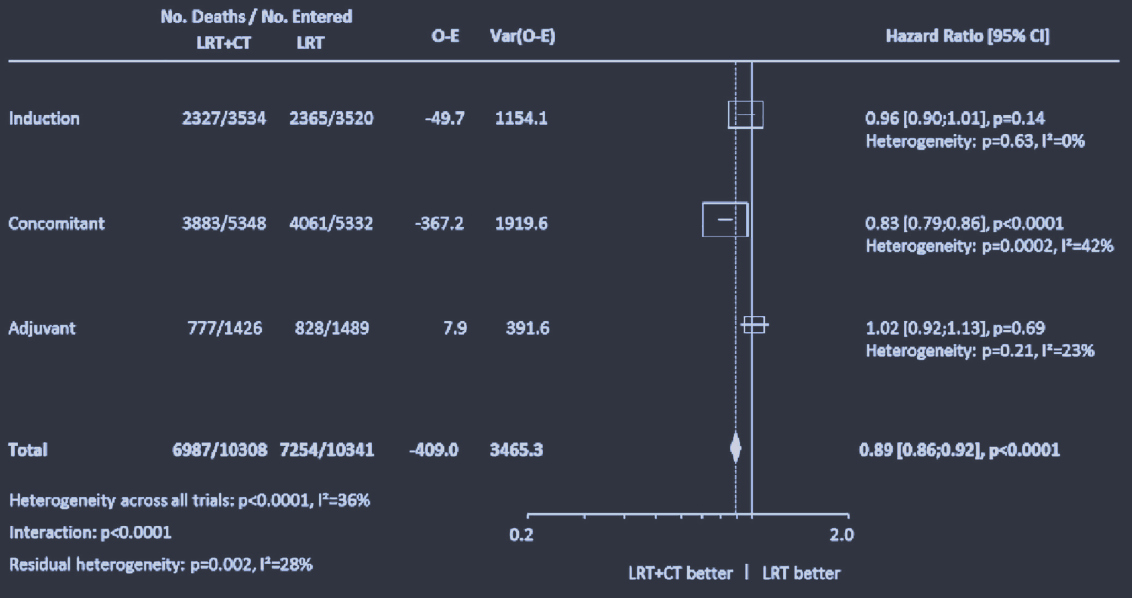 No. Deaths / No. Entered
LRT+CT LRT O-E Var(O-E) Hazard Ratio [95% CI]
Induction 2327/3534 2365/3520 -49.7 1154.1 0.96 [0.90;1.01], p=0.14
Heterogeneity: p=0.63, I²=0%
Concomitant 3883/5348 4061/5332 -367.2 1919.6 0.83 [0.79;0.86], p<0.0001
Heterogeneity: p=0.0002, I²=42%
Adjuvant 777/1426 828/1489 7.9 391.6 1.02 [0.92;1.13], p=0.69
Heterogeneity: p=0.21, I²=23%
Total 6987/10308 7254/10341 -409.0 3465.3 0.89 [0.86;0.92], p<0.0001
Heterogeneity across all trials: p<0.0001, I²=36%
Interaction: p<0.0001
Residual heterogeneity: p=0.002, I²=28%
0.2 2.0
LRT+CT better | LRT better